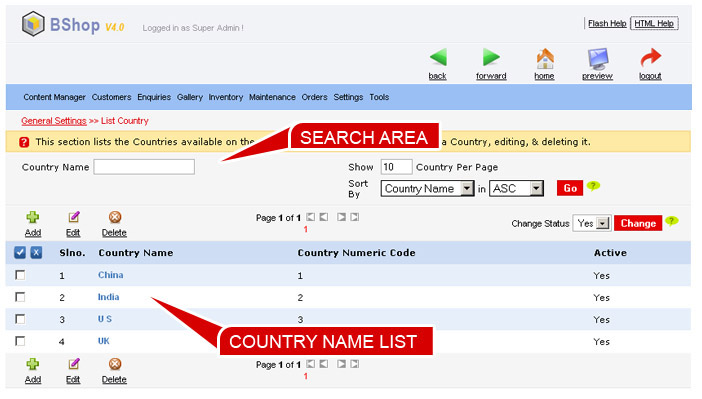 BShop V4.0 Logged in as Super Admin ! Flash Help HTML Help
back forward home preview logout
Content Manager Customers Enquiries Gallery Inventory Maintenance Orders Settings Tools
General Settings >> List Country
? This section lists the Countries available on the a Country, editing, & deleting it.
SEARCH AREA
Country Name Show 10 Country Per Page
Sort By Country Name in ASC Go ?
Add Edit Delete Page 1 of 1 Change Status Yes Change ?
1
X Slno. Country Name Country Numeric Code Active
1 China 1 Yes
2 India 2 Yes
3 U S 3 Yes
4 UK Yes
COUNTRY NAME LIST
Add Edit Delete Page 1 of 1
1